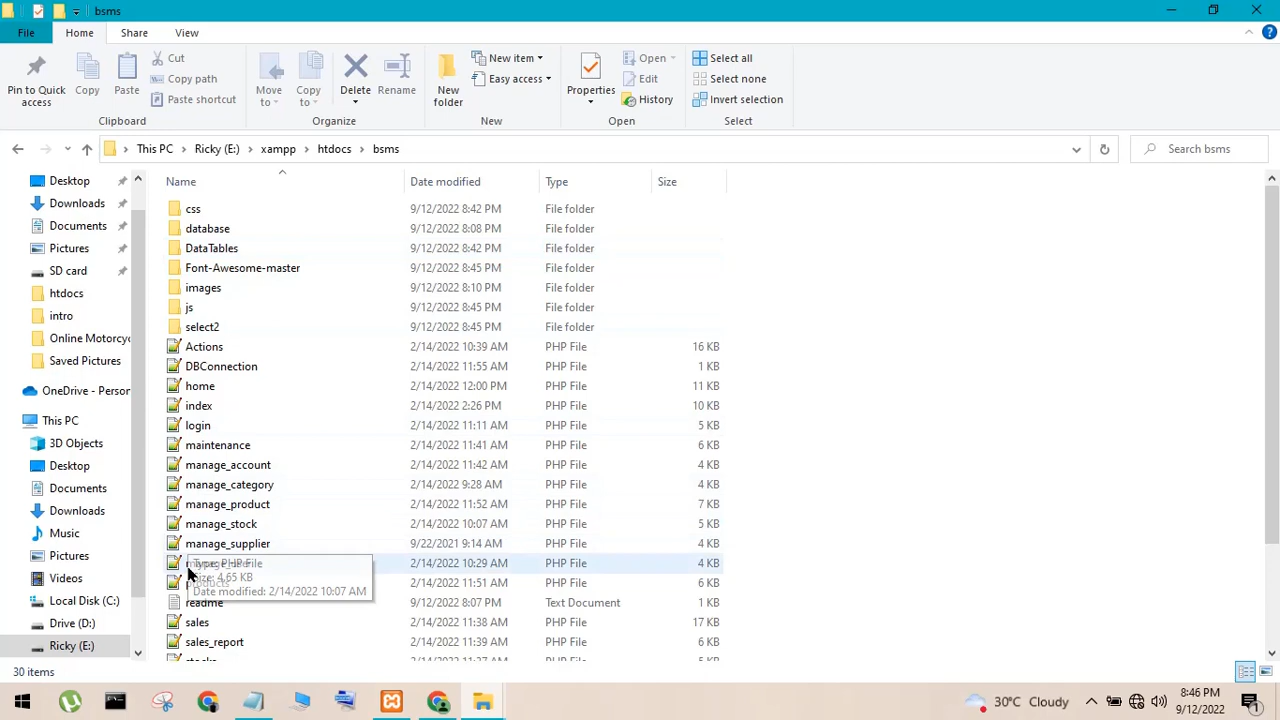 bsms
File Home Share View
Pin to Quick access
Copy
Paste
Cut
Copy path
Paste shortcut
Clipboard
Move to
Copy to
Delete
Rename
Organize
New folder
New item
Easy access
New
Properties
Open
Edit
History
Open
Select all
Select none
Invert selection
Select
This PC Ricky (E:) xampp htdocs bsms
Search bsms
Desktop
Downloads
Documents
Pictures
SD card
htdocs
intro
Online Motorcyc
Saved Pictures
OneDrive - Person
This PC
3D Objects
Desktop
Documents
Downloads
Music
Pictures
Videos
Local Disk (C:)
Drive (D:)
Ricky (E:)
Name Date modified Type Size
css 9/12/2022 8:42 PM File folder
database 9/12/2022 8:08 PM File folder
DataTables 9/12/2022 8:42 PM File folder
Font-Awesome-master 9/12/2022 8:45 PM File folder
images 9/12/2022 8:10 PM File folder
js 9/12/2022 8:45 PM File folder
select2 9/12/2022 8:45 PM File folder
Actions 2/14/2022 10:39 AM PHP File 16 KB
DBConnection 2/14/2022 11:55 AM PHP File 1 KB
home 2/14/2022 12:00 PM PHP File 11 KB
index 2/14/2022 2:26 PM PHP File 10 KB
login 2/14/2022 11:11 AM PHP File 5 KB
maintenance 2/14/2022 11:41 AM PHP File 6 KB
manage_account 2/14/2022 11:42 AM PHP File 4 KB
manage_category 2/14/2022 9:28 AM PHP File 4 KB
manage_product 2/14/2022 11:52 AM PHP File 7 KB
manage_stock 2/14/2022 10:07 AM PHP File 5 KB
manage_supplier 9/22/2021 9:14 AM PHP File 4 KB
2/14/2022 10:29 AM PHP File 4 KB
products 2/14/2022 11:51 AM PHP File 6 KB
Type: PHP File
Size: 4.65 KB
Date modified: 2/14/2022 10:07 AM
readme 9/12/2022 8:07 PM Text Document 1 KB
sales 2/14/2022 11:38 AM PHP File 17 KB
sales_report 2/14/2022 11:39 AM PHP File 6 KB
stocks 2/14/2022 11:37 AM PHP File 5 KB
30 items
30°C Cloudy
8:46 PM
9/12/2022
1